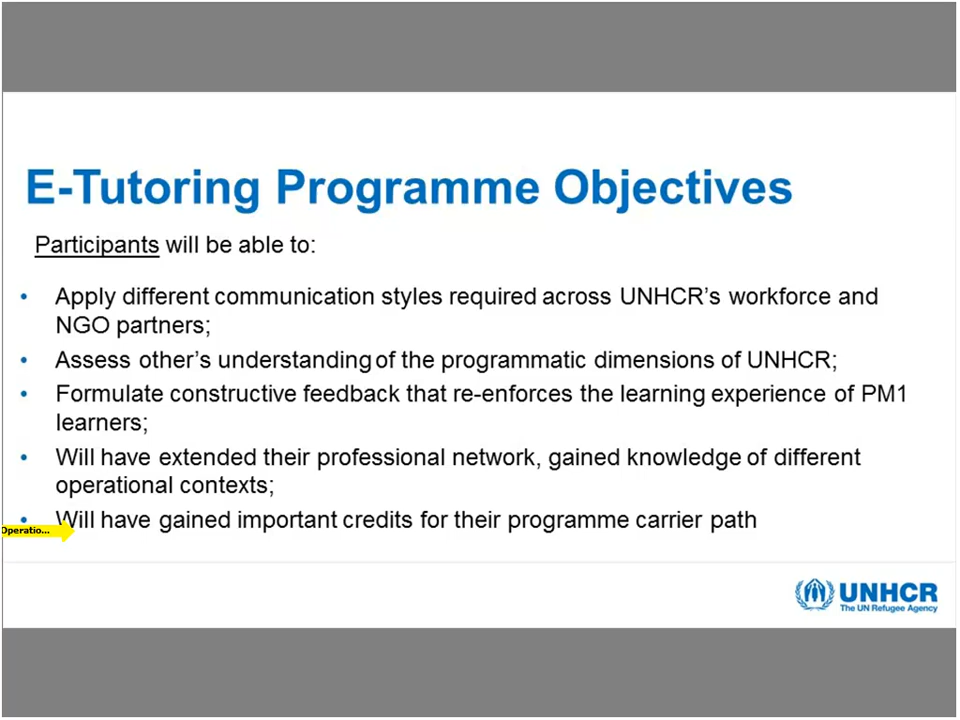 E-Tutoring Programme Objectives
Participants will be able to:
• Apply different communication styles required across UNHCR's workforce and
NGO partners;
• Assess other's understanding of the programmatic dimensions of UNHCR;
• Formulate constructive feedback that re-enforces the learning experience of PM1
learners;
• Will have extended their professional network, gained knowledge of different
operational contexts;
• Will have gained important credits for their programme carrier path
Operatio...
UNHCR
The UN Refugee Agency